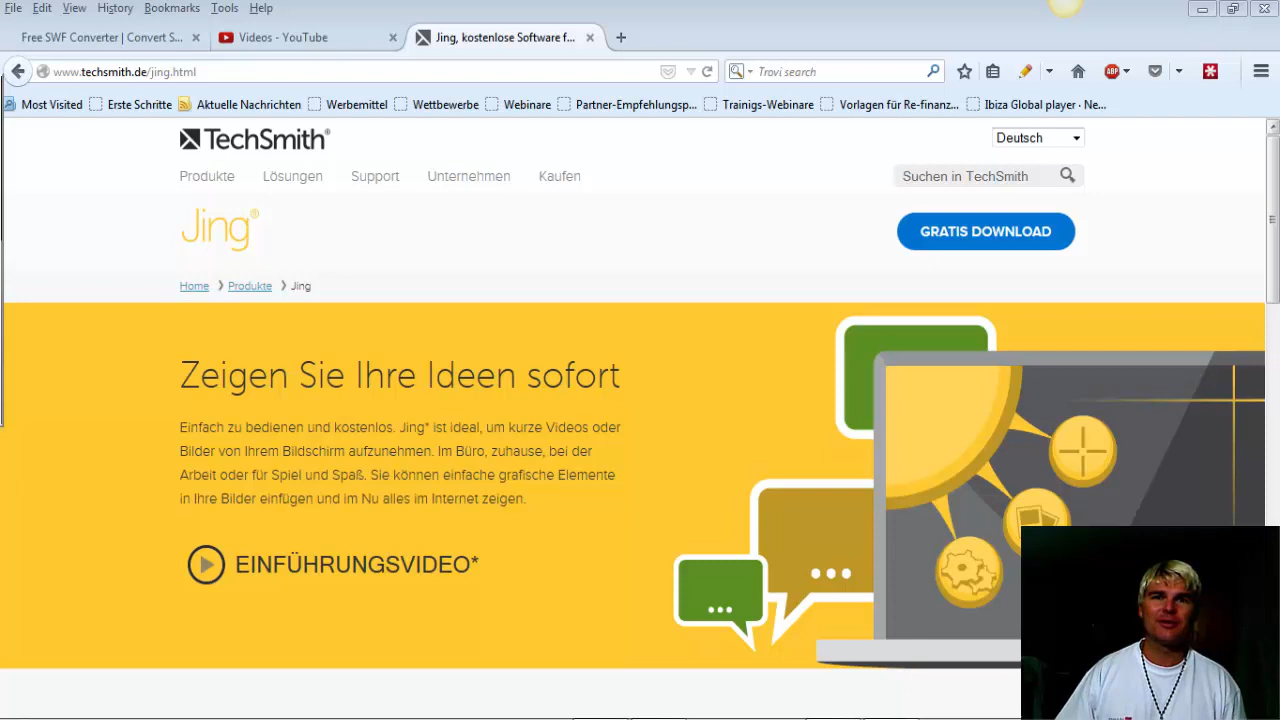 File Edit View History Bookmarks Tools Help
Free SWF Converter | Convert S... Videos - YouTube Jing, kostenlose Software f...
www.techsmith.de/jing.html Trovi search ABP
Most Visited Erste Schritte Aktuelle Nachrichten Werbemittel Wettbewerbe Webinare Partner-Empfehlungsp... Trainigs-Webinare Vorlagen für Re-finanz... Ibiza Global player · Ne...
TechSmith® Deutsch
Produkte Lösungen Support Unternehmen Kaufen Suchen in TechSmith
Jing® GRATIS DOWNLOAD
Home Produkte Jing
Zeigen Sie Ihre Ideen sofort
Einfach zu bedienen und kostenlos. Jing* ist ideal, um kurze Videos oder
Bilder von Ihrem Bildschirm aufzunehmen. Im Büro, zuhause, bei der
Arbeit oder für Spiel und Spaß. Sie können einfache grafische Elemente
in Ihre Bilder einfügen und im Nu alles im Internet zeigen.
EINFÜHRUNGSVIDEO*